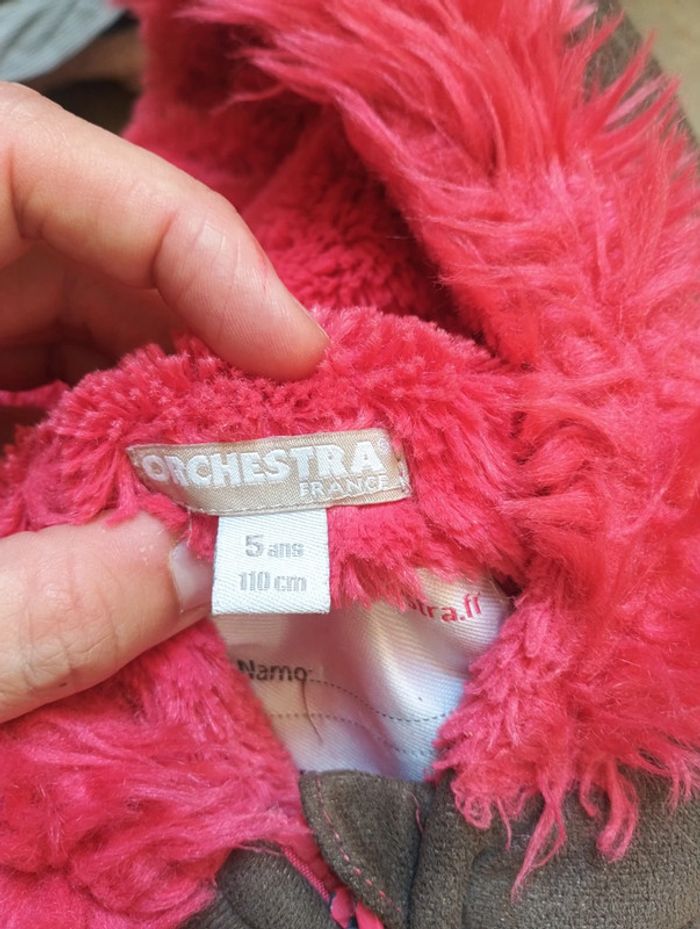 ORCHESTRA
FRANCE
5 ans
110 cm
stra.fr
Name: